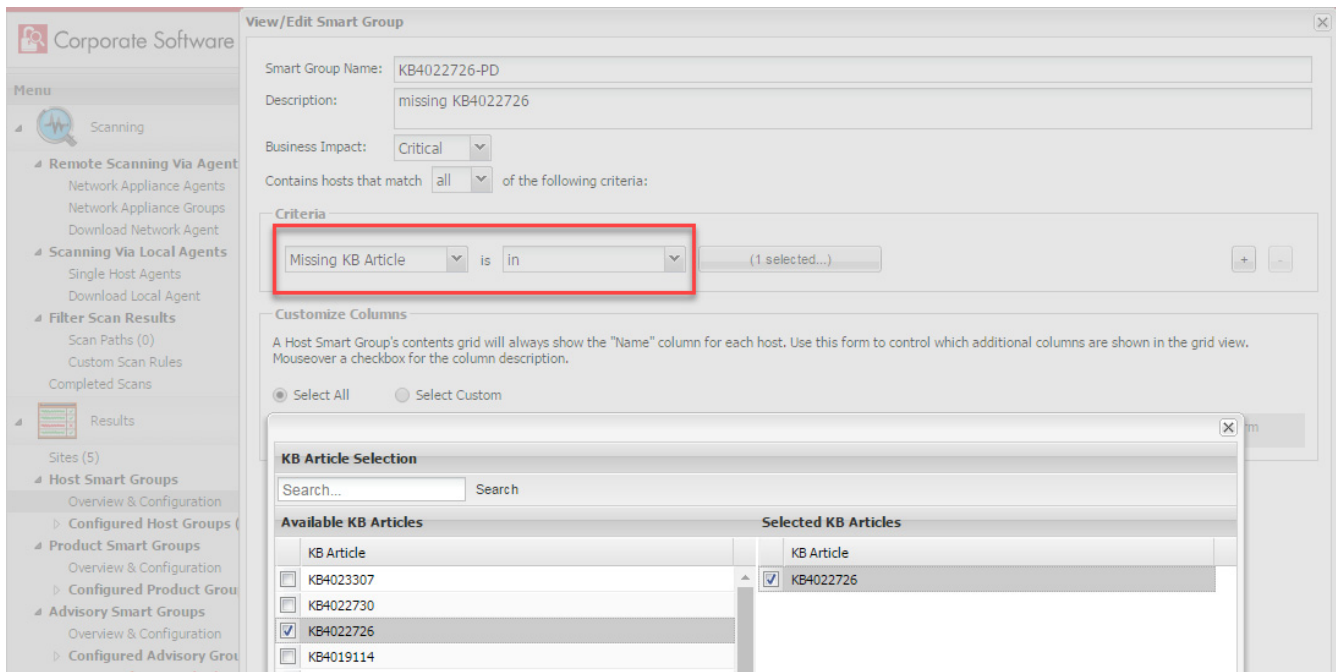 Corporate Software
Menu
Scanning
Remote Scanning Via Agent
Network Appliance Agents
Network Appliance Groups
Download Network Agent
Scanning Via Local Agents
Single Host Agents
Download Local Agent
Filter Scan Results
Scan Paths (0)
Custom Scan Rules
Completed Scans
Results
Sites (5)
Host Smart Groups
Overview & Configuration
Configured Host Groups (
Product Smart Groups
Overview & Configuration
Configured Product Grou
Advisory Smart Groups
Overview & Configuration
Configured Advisory Grou
View/Edit Smart Group
Smart Group Name: KB4022726-PD
Description: missing KB4022726
Business Impact: Critical
Contains hosts that match all of the following criteria:
Criteria
Missing KB Article is in (1 selected...) + -
Customize Columns
A Host Smart Group's contents grid will always show the "Name" column for each host. Use this form to control which additional columns are shown in the grid view.
Mouseover a checkbox for the column description.
Select All Select Custom
rm
KB Article Selection
Search... Search
Available KB Articles Selected KB Articles
KB Article KB Article
KB4023307 KB4022726
KB4022730
KB4022726
KB4019114